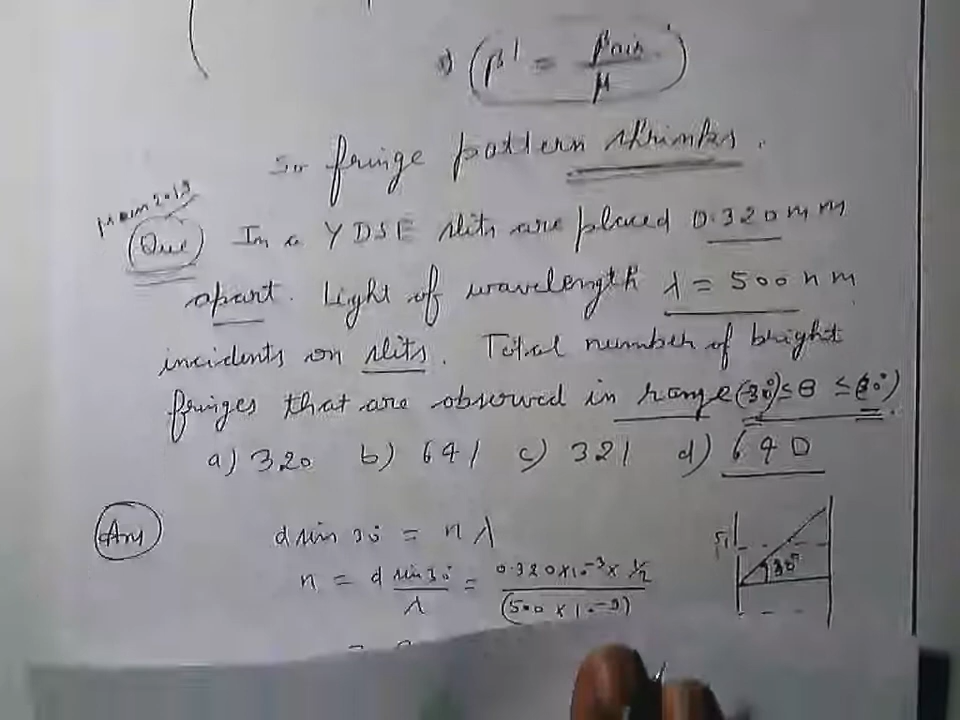 ⇒ (β' = βair / μ)
So fringe pattern shrinks.
Main 2019
Que In a YDSE slits are placed 0.320 mm
apart. Light of wavelength λ = 500 nm
incidents on slits. Total number of bright
fringes that are observed in range (-30°) ≤ θ ≤ (30°).
a) 320 b) 641 c) 321 d) 640
Ans d sin 30° = nλ
n = d sin 30° / λ = 0.320×10⁻³ × 1/2 / (500 × 10⁻⁹)
30°